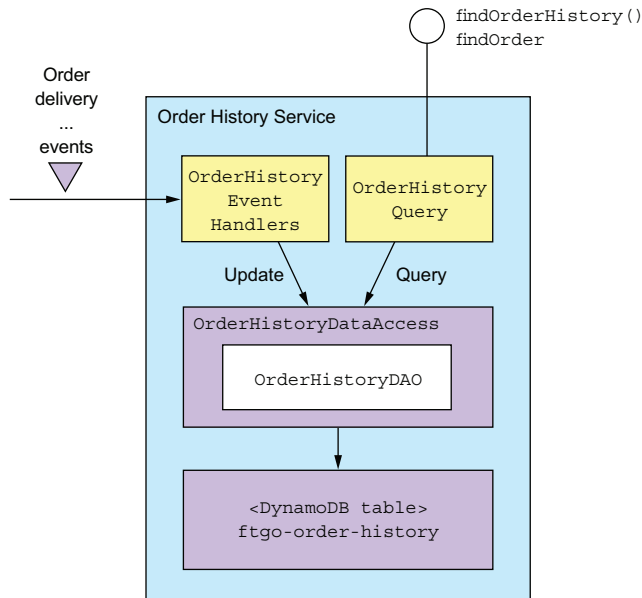 findOrderHistory()
findOrder
Order
delivery
...
events
Order History Service
OrderHistory
Event
Handlers
OrderHistory
Query
Update
Query
OrderHistoryDataAccess
OrderHistoryDAO
<DynamoDB table>
ftgo-order-history